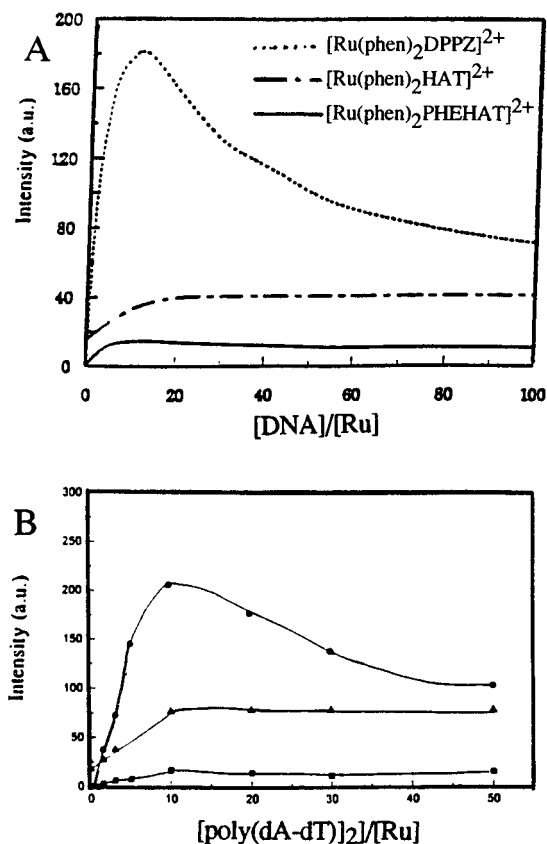 A
[Ru(phen)₂DPPZ]²⁺
[Ru(phen)₂HAT]²⁺
[Ru(phen)₂PHEHAT]²⁺
Intensity (a.u.)
200
180
160
120
80
40
0
0 20 40 60 80 100
[DNA]/[Ru]
B
Intensity (a.u.)
300
250
200
150
100
50
0
0 10 20 30 40 50
[poly(dA-dT)]₂]/[Ru]